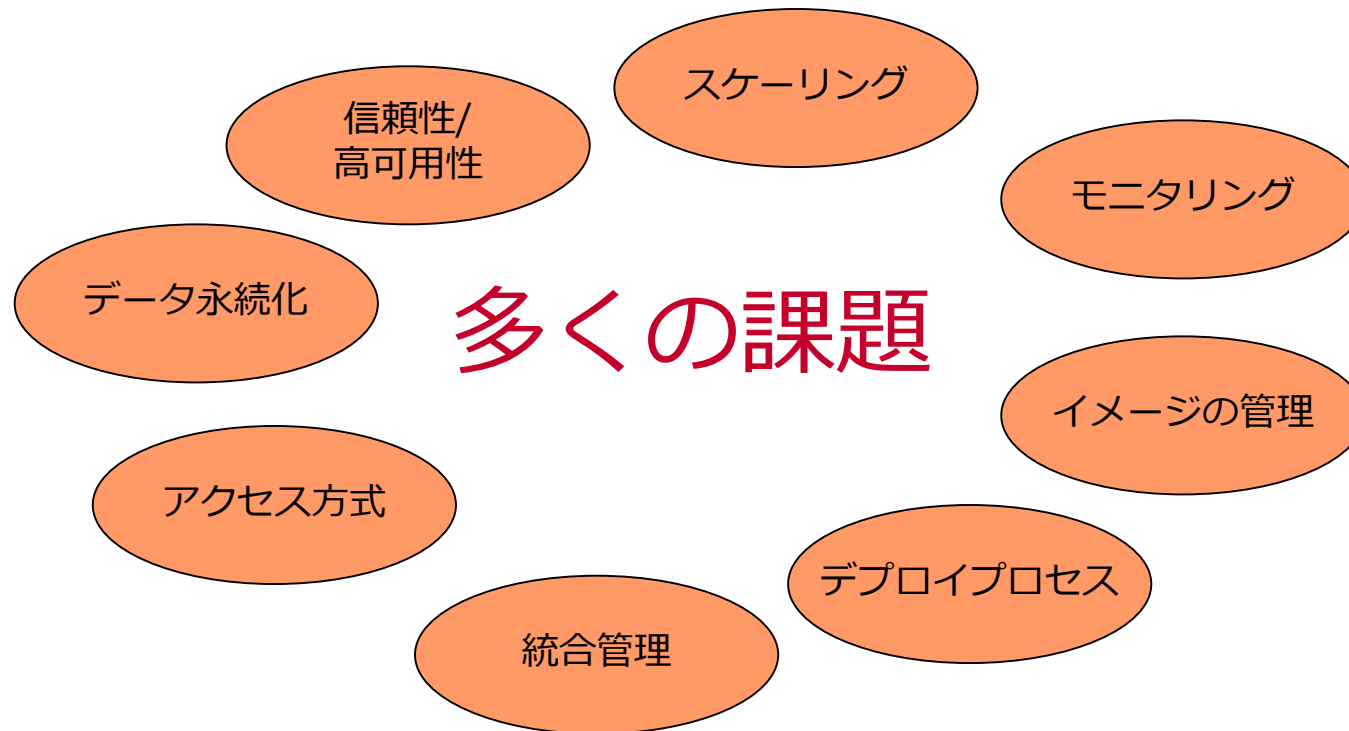 スケーリング
信頼性/
高可用性
モニタリング
データ永続化
多くの課題
イメージの管理
アクセス方式
デプロイプロセス
統合管理